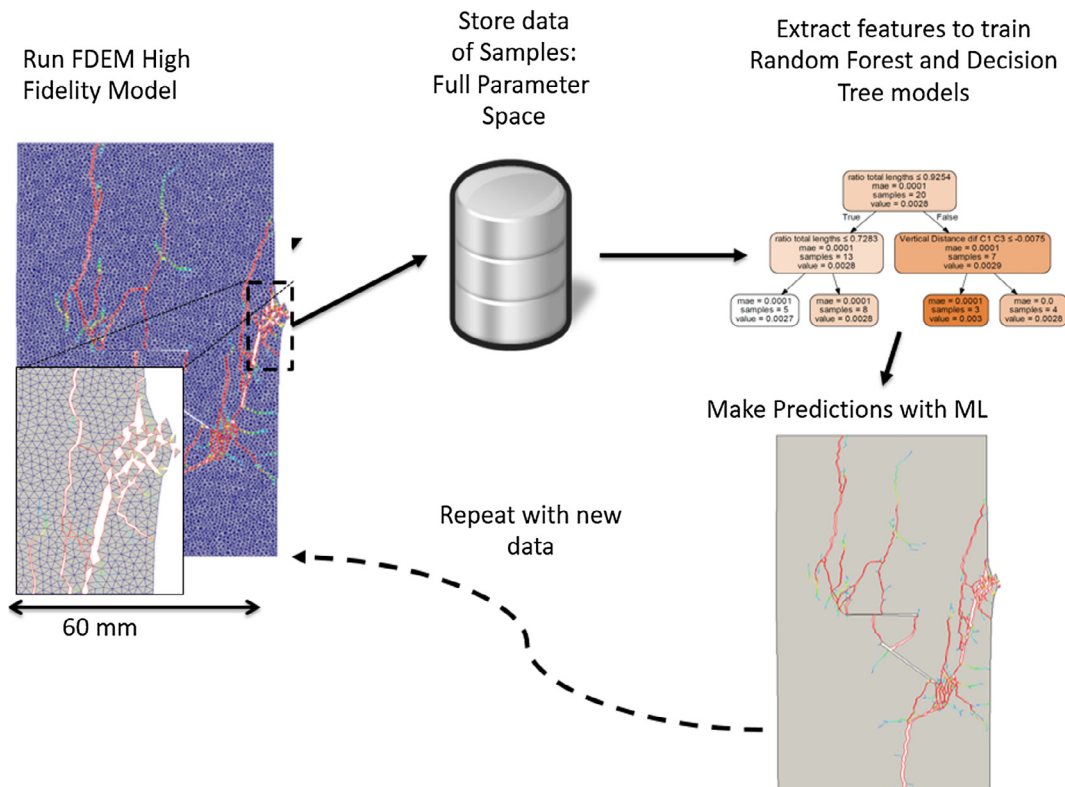 Run FDEM High
Fidelity Model
Store data
of Samples:
Full Parameter
Space
Extract features to train
Random Forest and Decision
Tree models
ratio total lengths ≤ 0.9254
mae = 0.0001
samples = 20
value = 0.0028
True
False
ratio total lengths ≤ 0.7283
mae = 0.0001
samples = 13
value = 0.0028
Vertical Distance dif C1 C3 ≤ -0.0075
mae = 0.0001
samples = 7
value = 0.0029
mae = 0.0001
samples = 5
value = 0.0027
mae = 0.0001
samples = 8
value = 0.0028
mae = 0.0001
samples = 3
value = 0.003
mae = 0.0
samples = 4
value = 0.0028
Make Predictions with ML
Repeat with new
data
60 mm